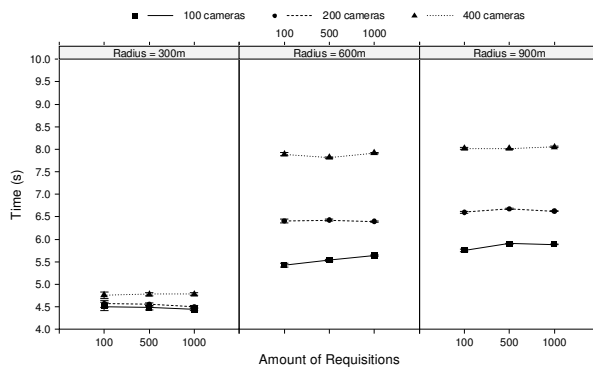 100 cameras 200 cameras 400 cameras
100 500 1000
Radius = 300m Radius = 600m Radius = 900m
10.0
9.5
9.0
8.5
8.0
7.5
7.0
6.5
6.0
5.5
5.0
4.5
4.0
Time (s)
100 500 1000 100 500 1000
Amount of Requisitions